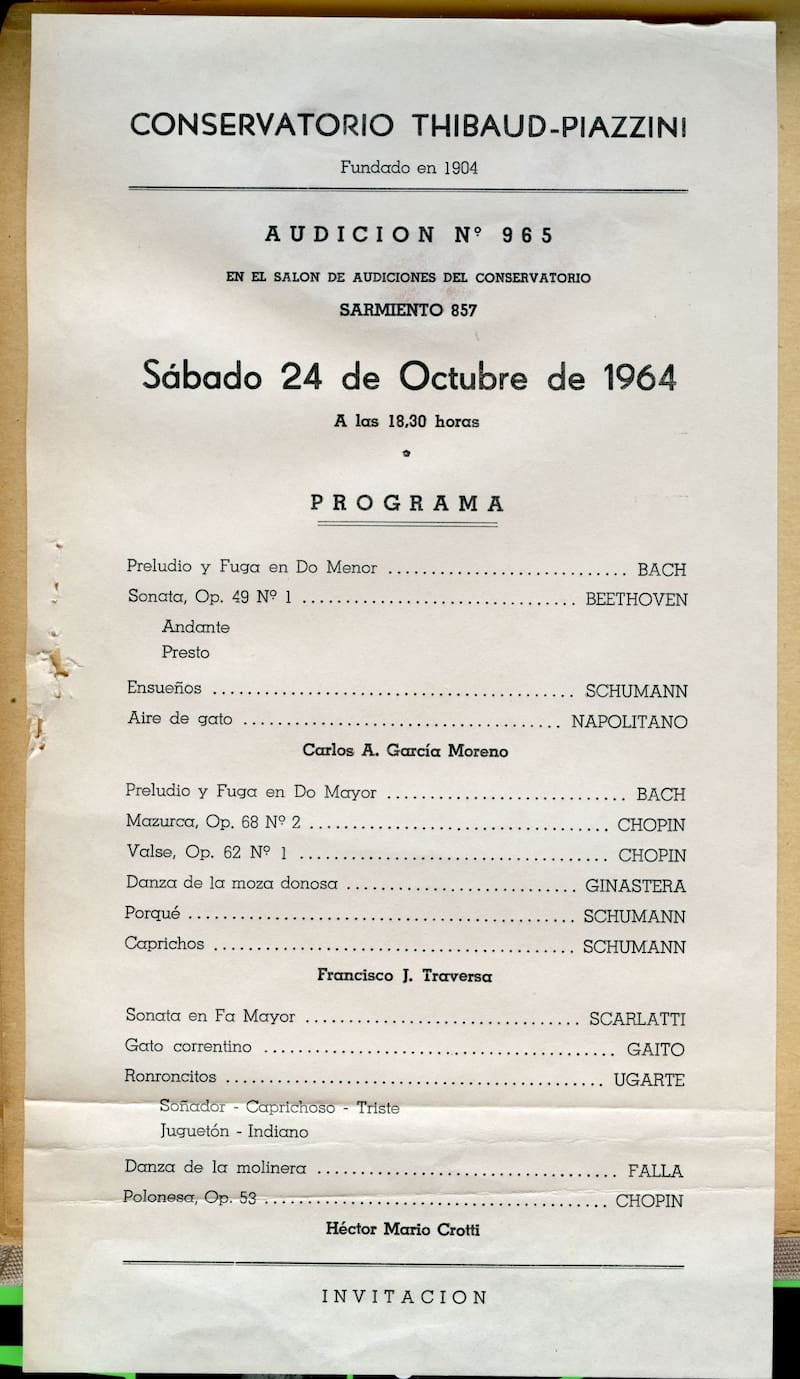 CONSERVATORIO THIBAUD-PIAZZINI
Fundado en 1904
AUDICION Nº 965
EN EL SALON DE AUDICIONES DEL CONSERVATORIO
SARMIENTO 857
Sábado 24 de Octubre de 1964
A las 18,30 horas
PROGRAMA
Preludio y Fuga en Do Menor ............................ BACH
Sonata, Op. 49 Nº 1 ................................ BEETHOVEN
Andante
Presto
Ensueños .......................................... SCHUMANN
Aire de gato ..................................... NAPOLITANO
Carlos A. García Moreno
Preludio y Fuga en Do Mayor ............................ BACH
Mazurca, Op. 68 Nº 2 ................................... CHOPIN
Valse, Op. 62 Nº 1 .................................... CHOPIN
Danza de la moza donosa ........................... GINASTERA
Porqué ............................................. SCHUMANN
Caprichos .......................................... SCHUMANN
Francisco J. Traversa
Sonata en Fa Mayor ................................ SCARLATTI
Gato correntino ......................................... GAITO
Ronroncitos ............................................ UGARTE
Soñador - Caprichoso - Triste
Juguetón - Indiano
Danza de la molinera ................................... FALLA
Polonesa, Op. 53 ........................................ CHOPIN
Héctor Mario Crotti
INVITACION